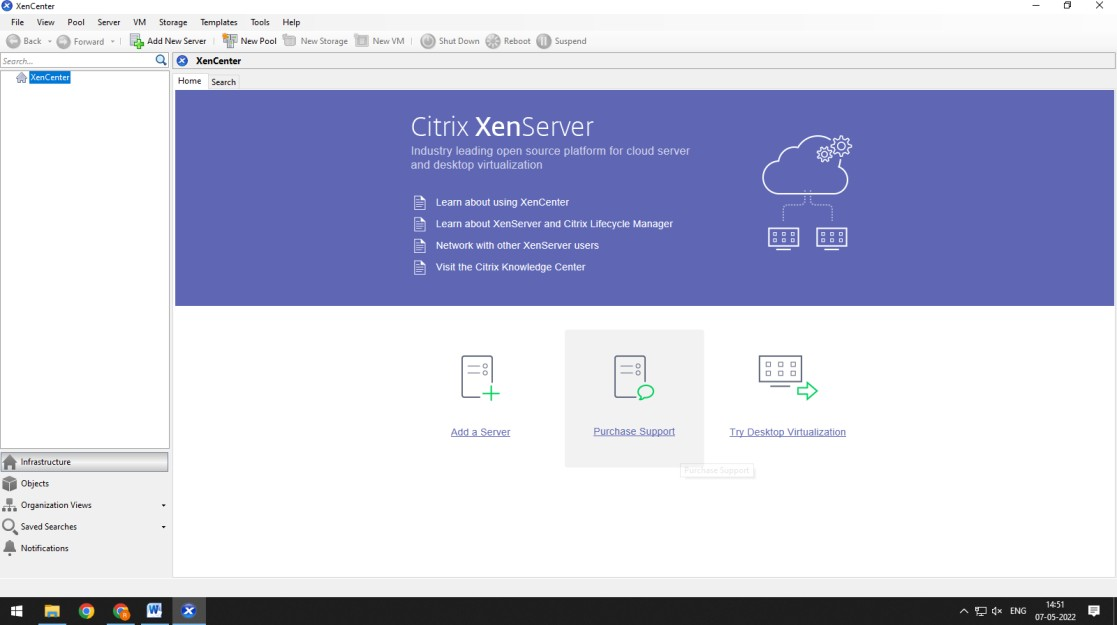 XenCenter
File View Pool Server VM Storage Templates Tools Help
Back Forward Add New Server New Pool New Storage New VM Shut Down Reboot Suspend
Search...
XenCenter
XenCenter
Home Search
Citrix XenServer
Industry leading open source platform for cloud server
and desktop virtualization
Learn about using XenCenter
Learn about XenServer and Citrix Lifecycle Manager
Network with other XenServer users
Visit the Citrix Knowledge Center
Add a Server
Purchase Support
Try Desktop Virtualization
Purchase Support
Infrastructure
Objects
Organization Views
Saved Searches
Notifications
ENG
14:51
07-05-2022